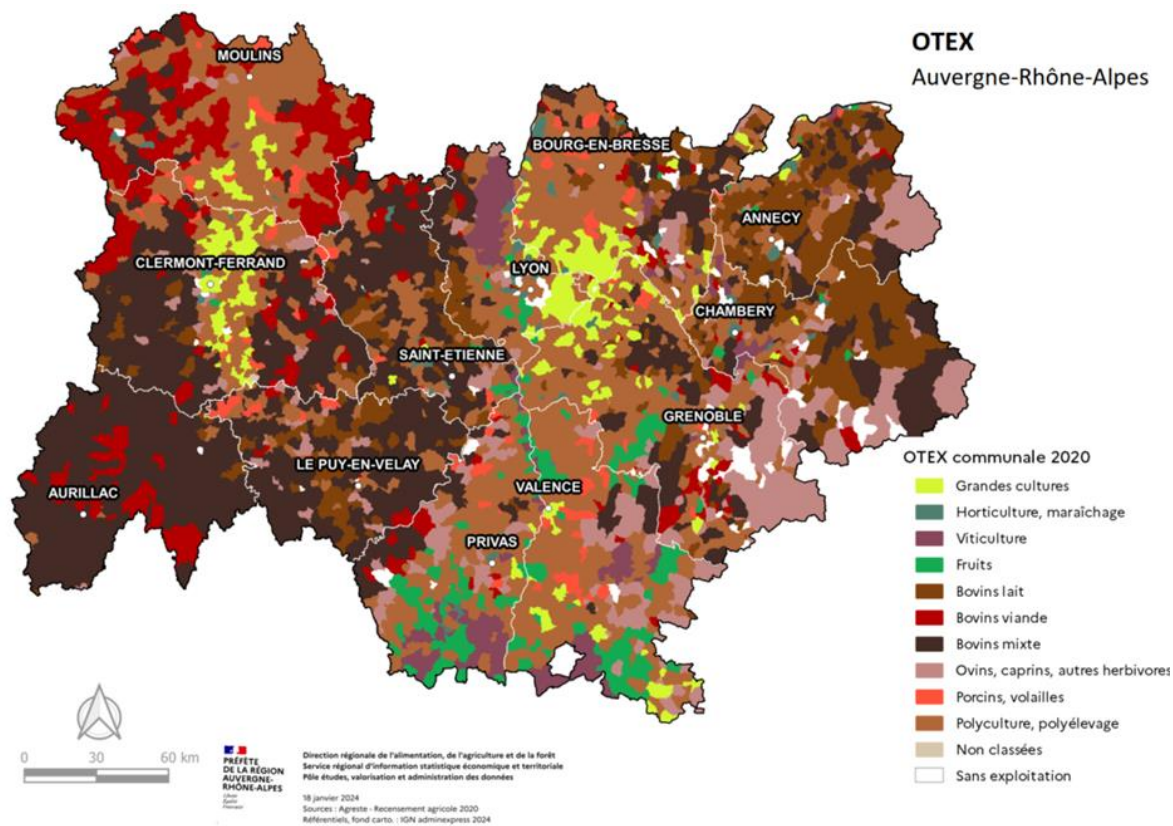 OTEX
Auvergne-Rhône-Alpes
MOULINS
BOURG-EN-BRESSE
ANNECY
CLERMONT-FERRAND
LYON
CHAMBERY
SAINT-ETIENNE
GRENOBLE
LE PUY-EN-VELAY
VALENCE
AURILLAC
PRIVAS
OTEX communale 2020
Grandes cultures
Horticulture, maraîchage
Viticulture
Fruits
Bovins lait
Bovins viande
Bovins mixte
Ovins, caprins, autres herbivores
Porcins, volailles
Polyculture, polyélevage
Non classées
Sans exploitation
0 30 60 km
PRÉFÈTE
DE LA RÉGION
AUVERGNE-
RHÔNE-ALPES
Liberté
Égalité
Fraternité
Direction régionale de l'alimentation, de l'agriculture et de la forêt
Service régional d'information statistique économique et territoriale
Pôle études, valorisation et administration des données
18 janvier 2024
Sources : Agreste - Recensement agricole 2020
Référentiels, fond carto. : IGN adminexpress 2024